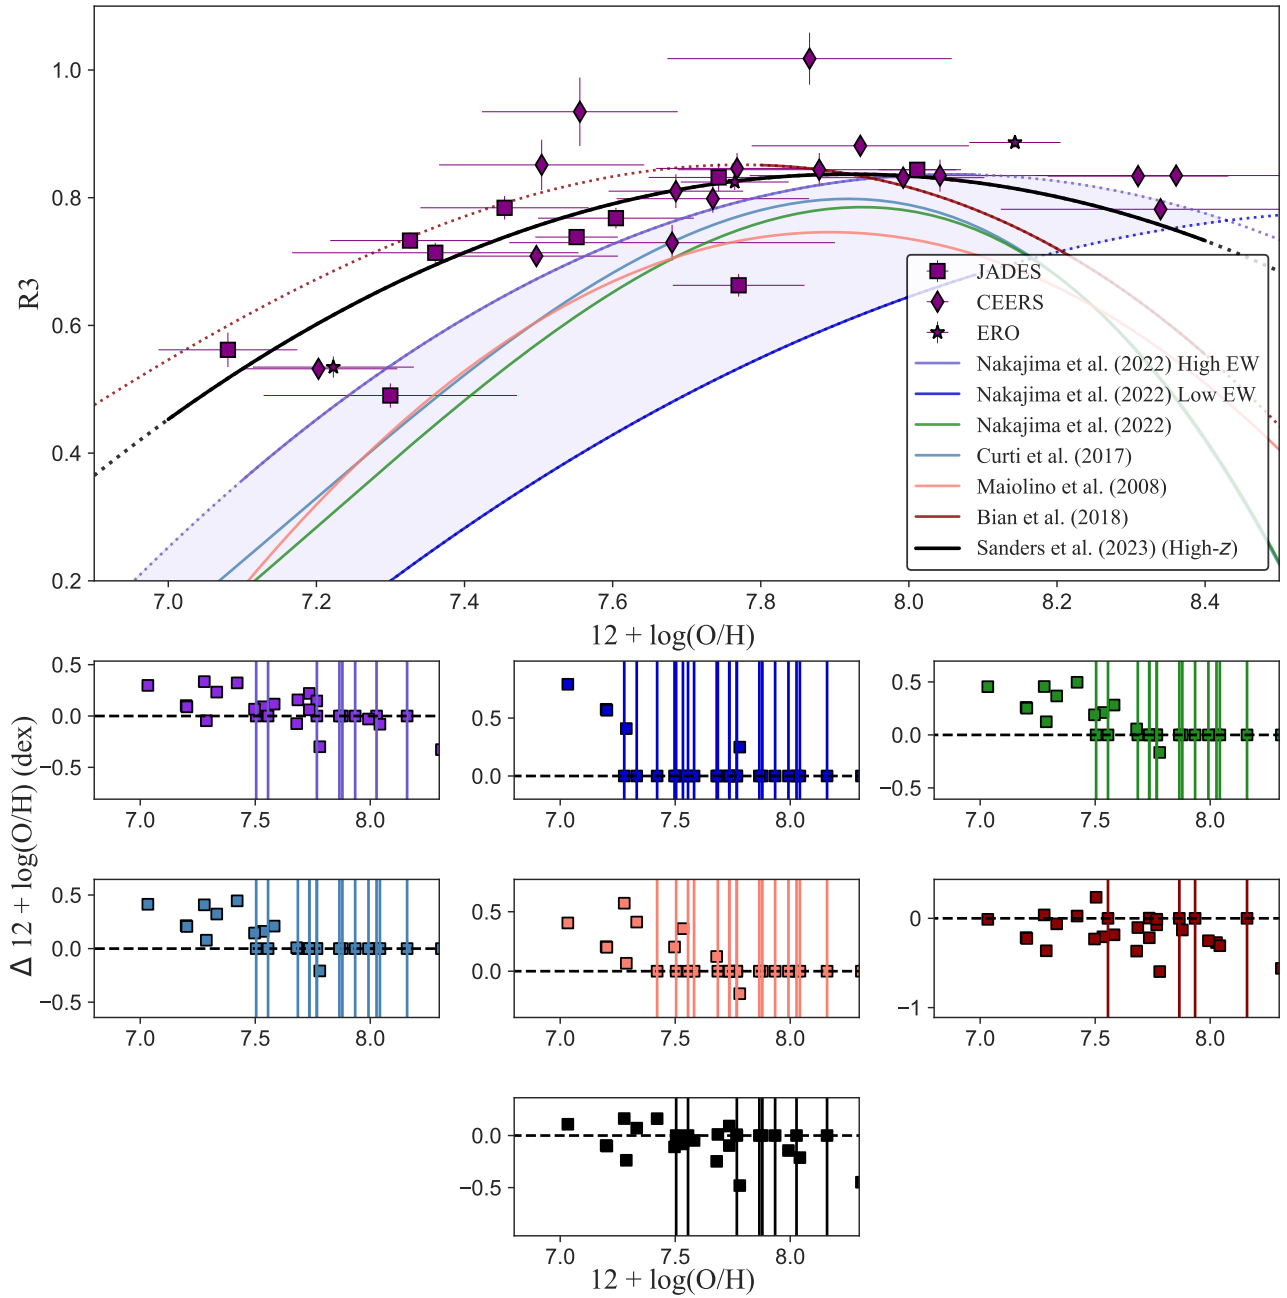 1.0
0.8
0.6
0.4
0.2
R3
JADES
CEERS
ERO
Nakajima et al. (2022) High EW
Nakajima et al. (2022) Low EW
Nakajima et al. (2022)
Curti et al. (2017)
Maiolino et al. (2008)
Bian et al. (2018)
Sanders et al. (2023) (High-z)
7.0 7.2 7.4 7.6 7.8 8.0 8.2 8.4
12 + log(O/H)
Δ 12 + log(O/H) (dex)
0.5
0.0
−0.5
7.0 7.5 8.0
0.5
0.0
7.0 7.5 8.0
0.5
0.0
−0.5
7.0 7.5 8.0
0.5
0.0
−0.5
7.0 7.5 8.0
0.5
0.0
7.0 7.5 8.0
0
−1
7.0 7.5 8.0
0.0
−0.5
7.0 7.5 8.0
12 + log(O/H)